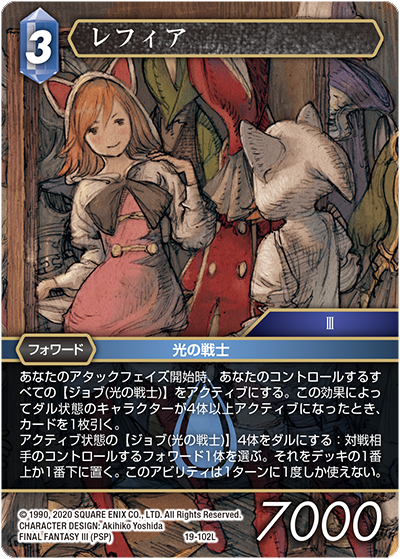 3
レフィア
III
フォワード
光の戦士
あなたのアタックフェイズ開始時、あなたのコントロールするす
べての【ジョブ(光の戦士)】をアクティブにする。この効果によっ
てダル状態のキャラクターが4体以上アクティブになったとき、
カードを1枚引く。
アクティブ状態の【ジョブ(光の戦士)】4体をダルにする：対戦相
手のコントロールするフォワード1体を選ぶ。それをデッキの1番
上か1番下に置く。このアビリティは1ターンに1度しか使えない。
© 1990, 2020 SQUARE ENIX CO., LTD. All Rights Reserved.
CHARACTER DESIGN: Akihiko Yoshida
FINAL FANTASY III (PSP)
19-102L
7000